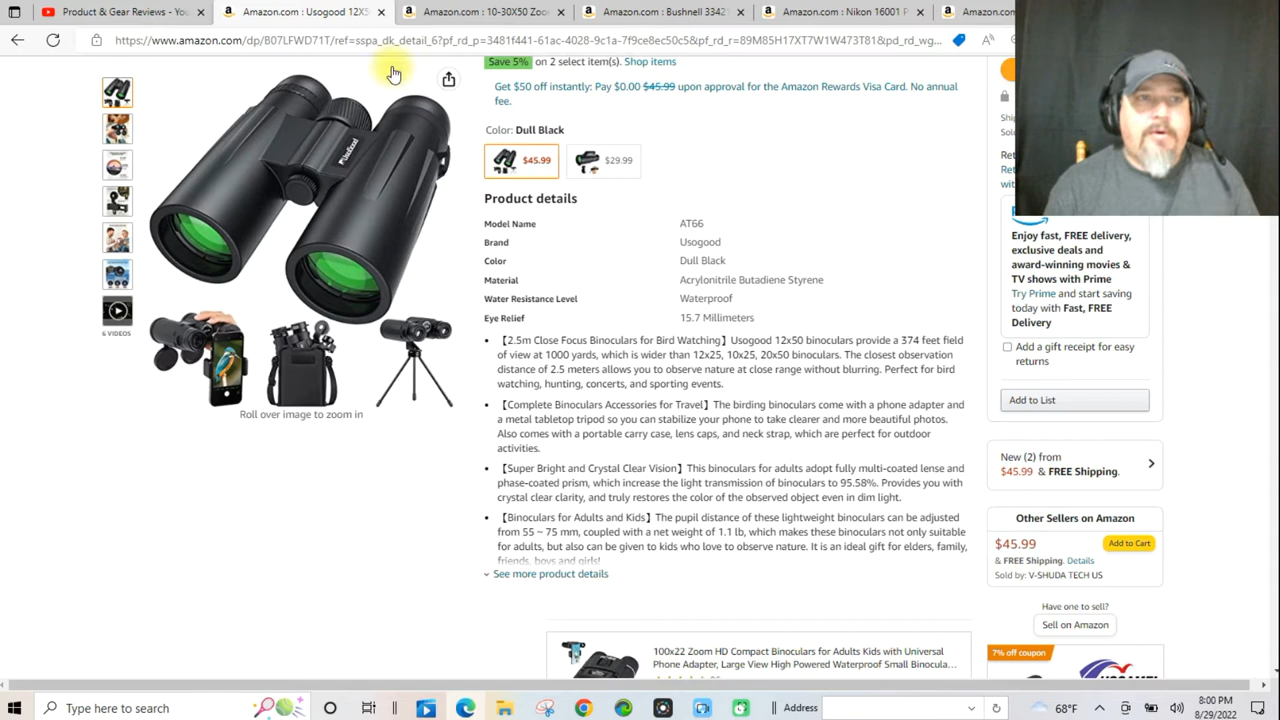 Product & Gear Reviews - You
Amazon.com : Usogood 12X5
Amazon.com : 10-30X50 Zoo
Amazon.com : Bushnell 33421
Amazon.com : Nikon 16001 P
Amazon.com
https://www.amazon.com/dp/B07LFWD71T/ref=sspa_dk_detail_6?pf_rd_p=3481f441-61ac-4028-9c1a-7f9ce8ec50c5&pf_rd_r=89M85H17XT7W1W473T81&pd_rd_wg...
Save 5% on 2 select item(s). Shop items
Get $50 off instantly: Pay $0.00 $45.99 upon approval for the Amazon Rewards Visa Card. No annual
fee.
Color: Dull Black
$45.99
$29.99
Product details
Model Name AT66
Brand Usogood
Color Dull Black
Material Acrylonitrile Butadiene Styrene
Water Resistance Level Waterproof
Eye Relief 15.7 Millimeters
• 【2.5m Close Focus Binoculars for Bird Watching】Usogood 12x50 binoculars provide a 374 feet field
of view at 1000 yards, which is wider than 12x25, 10x25, 20x50 binoculars. The closest observation
distance of 2.5 meters allows you to observe nature at close range without blurring. Perfect for bird
watching, hunting, concerts, and sporting events.
• 【Complete Binoculars Accessories for Travel】The birding binoculars come with a phone adapter and
a metal tabletop tripod so you can stabilize your phone to take clearer and more beautiful photos.
Also comes with a portable carry case, lens caps, and neck strap, which are perfect for outdoor
activities.
• 【Super Bright and Crystal Clear Vision】This binoculars for adults adopt fully multi-coated lense and
phase-coated prism, which increase the light transmission of binoculars to 95.58%. Provides you with
crystal clear clarity, and truly restores the color of the observed object even in dim light.
• 【Binoculars for Adults and Kids】The pupil distance of these lightweight binoculars can be adjusted
from 55 ~ 75 mm, coupled with a net weight of 1.1 lb, which makes these binoculars not only suitable
for adults, but also can be given to kids who love to observe nature. It is an ideal gift for elders, family,
friends, boys and girls!
See more product details
6 VIDEOS
Roll over image to zoom in
100x22 Zoom HD Compact Binoculars for Adults Kids with Universal
Phone Adapter, Large View High Powered Waterproof Small Binocula...
Ship
Sold
Ret
Ret
with
Enjoy fast, FREE delivery,
exclusive deals and
award-winning movies &
TV shows with Prime
Try Prime and start saving
today with Fast, FREE
Delivery
Add a gift receipt for easy
returns
Add to List
New (2) from
$45.99 & FREE Shipping.
Other Sellers on Amazon
$45.99
Add to Cart
& FREE Shipping. Details
Sold by: V-SHUDA TECH US
Have one to sell?
Sell on Amazon
7% off coupon
Type here to search
Address
68°F
8:00 PM
8/29/2022